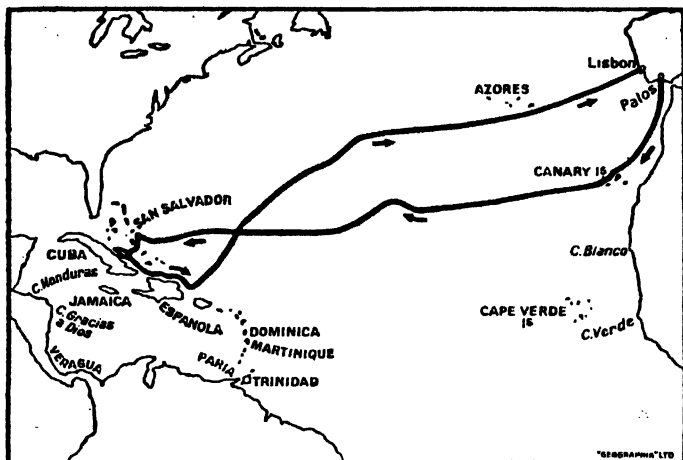 Lisbon
AZORES
Palos
CANARY IS
SAN SALVADOR
CUBA
C. Bianco
C. Honduras
JAMAICA
C. Gracias
a Dios
ESPANOLA
CAPE VERDE
IS
DOMINICA
C. Verde
MARTINIQUE
VERAGUA
PARIA
TRINIDAD
"GEOGRAPHIA" LTD